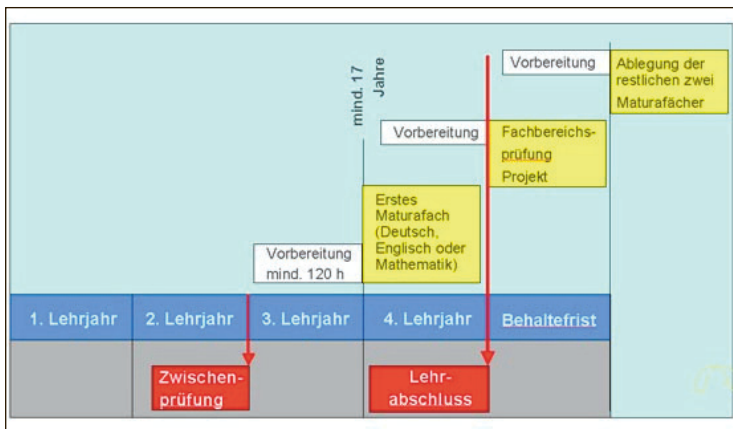 mind. 17
Jahre
Vorbereitung
Ablegung der
restlichen zwei
Maturafächer
Vorbereitung
Fachbereichs-
prüfung
Projekt
Erstes
Maturafach
(Deutsch,
Englisch oder
Mathematik)
Vorbereitung
mind. 120 h
1. Lehrjahr
2. Lehrjahr
3. Lehrjahr
4. Lehrjahr
Behaltefrist
Zwischen-
prüfung
Lehr-
abschluss